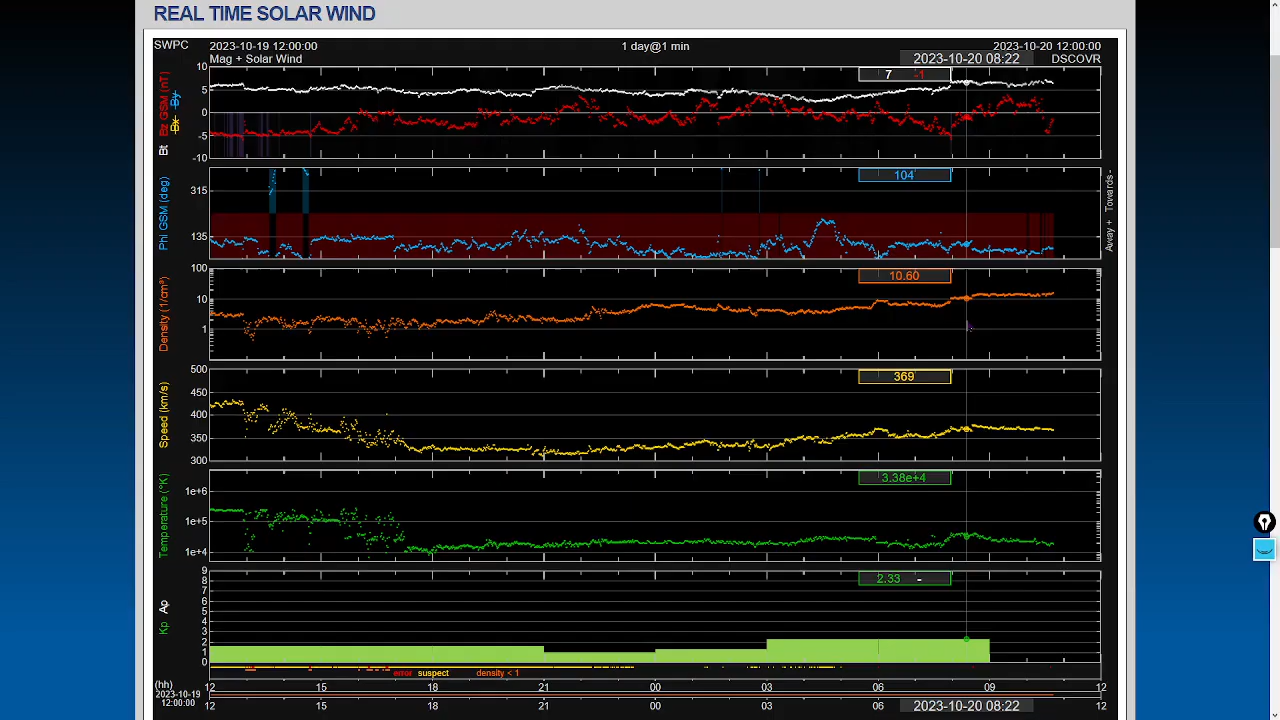 REAL TIME SOLAR WIND
SWPC 2023-10-19 12:00:00 1 day@1 min 2023-10-20 12:00:00
Mag + Solar Wind 2023-10-20 08:22 DSCOVR
Bt Bz GSM (nT)
Bx By
10
5
0
-5
-10
7 -1
Phi GSM (deg)
315
135
104
Away + Towards -
Density (1/cm³)
100
10
1
10.60
Speed (km/s)
500
450
400
350
300
369
Temperature (°K)
1e+6
1e+5
1e+4
3.38e+4
Kp Ap
9
8
7
6
5
4
3
2
1
0
2.33 -
error suspect density < 1
(hh) 12 15 18 21 00 03 06 09 12
2023-10-19
12:00:00
12 15 18 21 00 03 06 2023-10-20 08:22 12